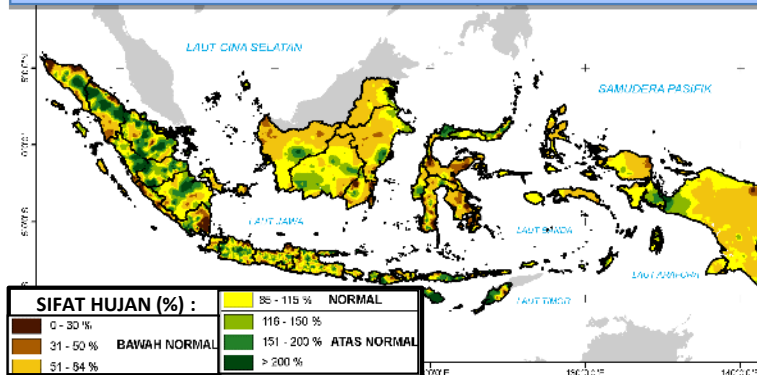 LAUT CINA SELATAN
SAMUDERA PASIFIK
LAUT JAWA
LAUT BANDA
LAUT ARAFURA
LAUT TIMOR
SIFAT HUJAN (%) :
0 - 30 %
31 - 50 % BAWAH NORMAL
51 - 84 %
85 - 115 % NORMAL
116 - 150 %
151 - 200 % ATAS NORMAL
> 200 %